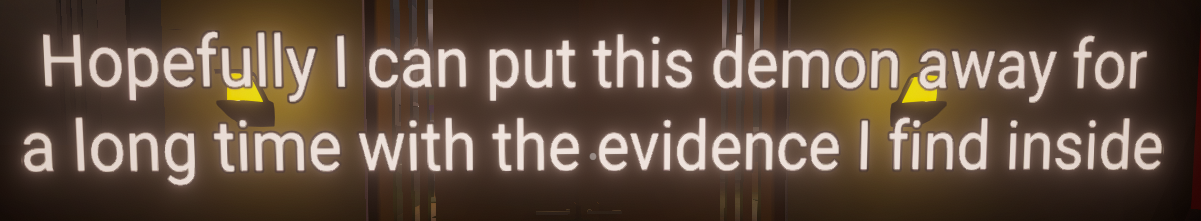 Hopefully I can put this demon away for
a long time with the evidence I find inside